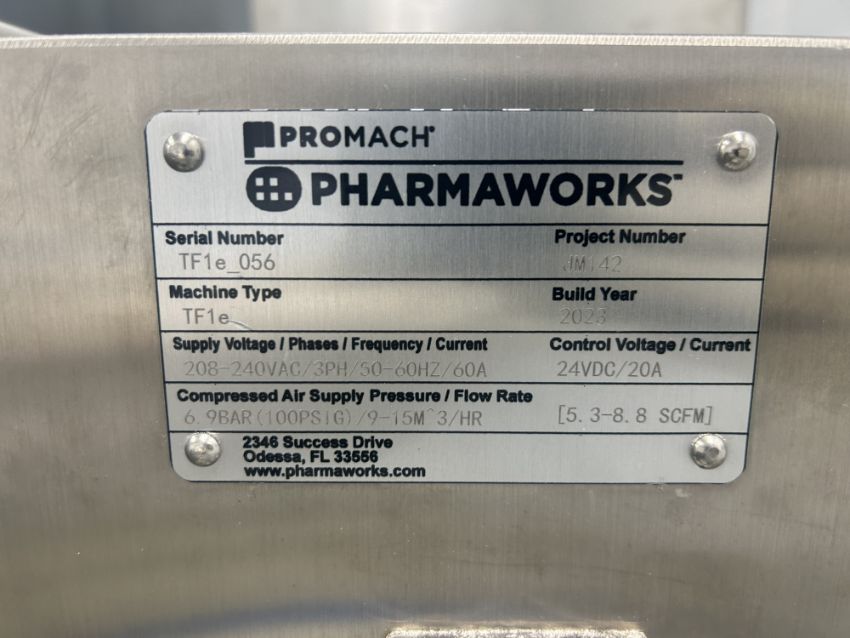 PROMACH
PHARMAWORKS™
Serial Number Project Number
TF1e_056 JM142
Machine Type Build Year
TF1e 2023
Supply Voltage / Phases / Frequency / Current Control Voltage / Current
208-240VAC/3PH/50-60HZ/60A 24VDC/20A
Compressed Air Supply Pressure / Flow Rate
6.9BAR(100PSIG)/9-15M^3/HR [5.3-8.8 SCFM]
2346 Success Drive
Odessa, FL 33556
www.pharmaworks.com